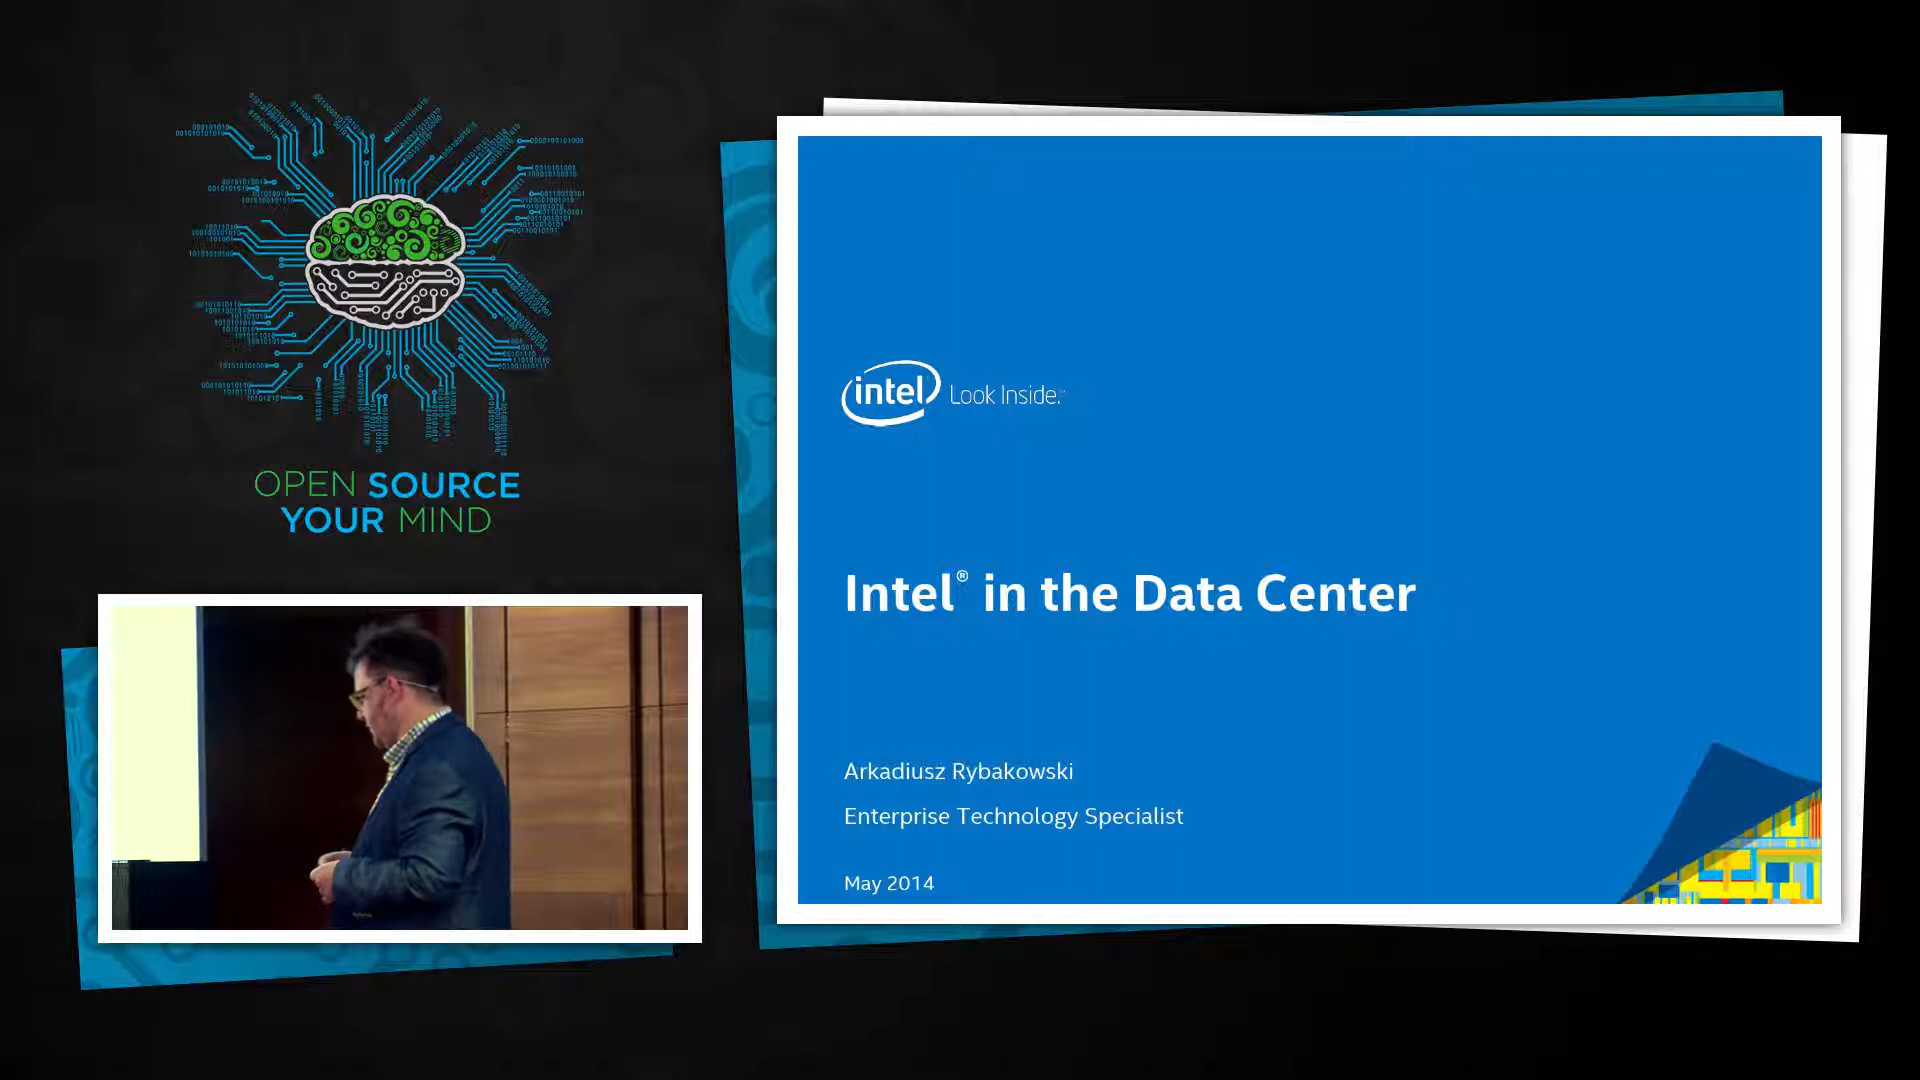 OPEN SOURCE
YOUR MIND
intel Look Inside.™
Intel® in the Data Center
Arkadiusz Rybakowski
Enterprise Technology Specialist
May 2014